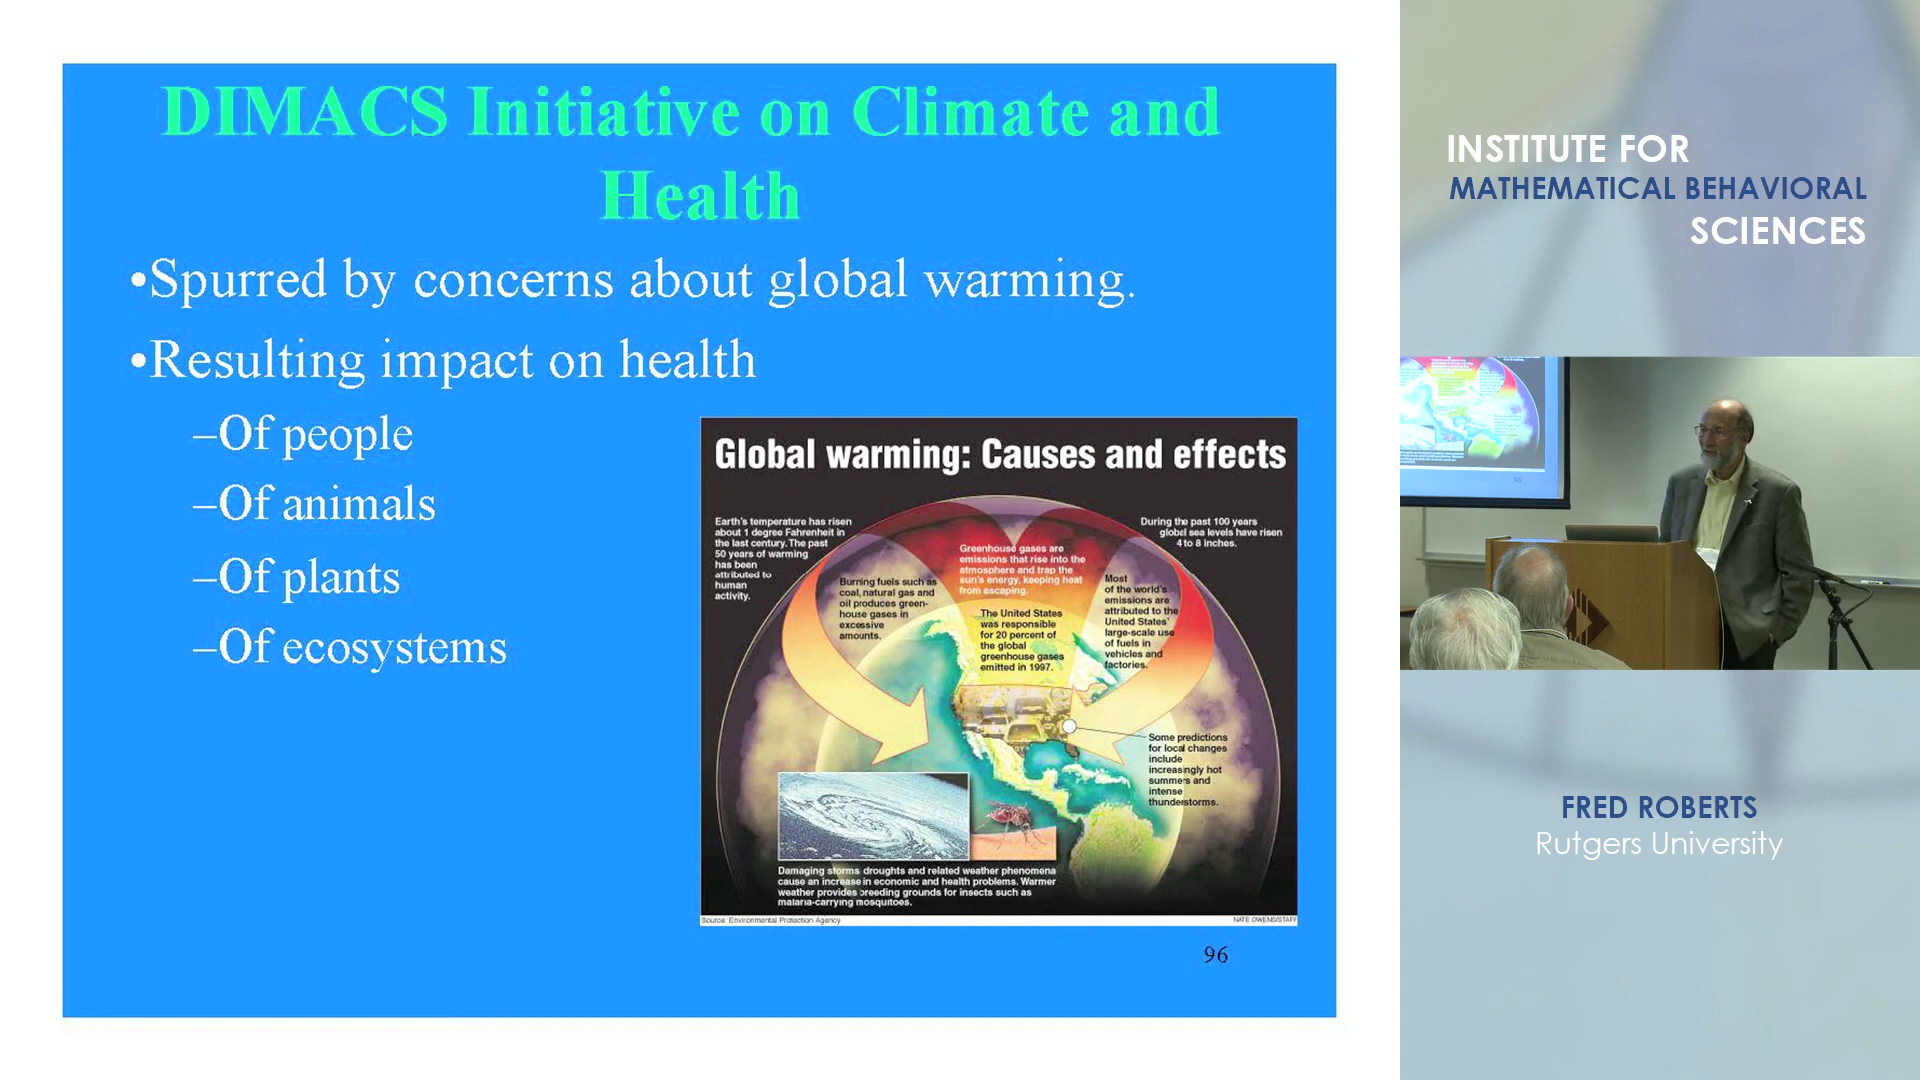 DIMACS Initiative on Climate and
Health
•Spurred by concerns about global warming.
•Resulting impact on health
–Of people
–Of animals
–Of plants
–Of ecosystems
Global warming: Causes and effects
Earth's temperature has risen
about 1 degree Fahrenheit in
the last century. The past
50 years of warming
has been
attributed to
human
activity.
Burning fuels such as
coal, natural gas and
oil produces green-
house gases in
excessive
amounts.
Greenhouse gases are
emissions that rise into the
atmosphere and trap the
sun's energy, keeping heat
from escaping.
The United States
was responsible
for 20 percent of
the global
greenhouse gases
emitted in 1997.
During the past 100 years
global sea levels have risen
4 to 8 inches.
Most
of the world's
emissions are
attributed to the
United States'
large-scale use
of fuels in
vehicles and
factories.
Some predictions
for local changes
include
increasingly hot
summers and
intense
thunderstorms.
Damaging storms droughts and related weather phenomena
cause an increase in economic and health problems. Warmer
weather provides breeding grounds for insects such as
malaria-carrying mosquitoes.
Source: Environmental Protection Agency
NATE OWENS/STAFF
96
INSTITUTE FOR
MATHEMATICAL BEHAVIORAL
SCIENCES
FRED ROBERTS
Rutgers University